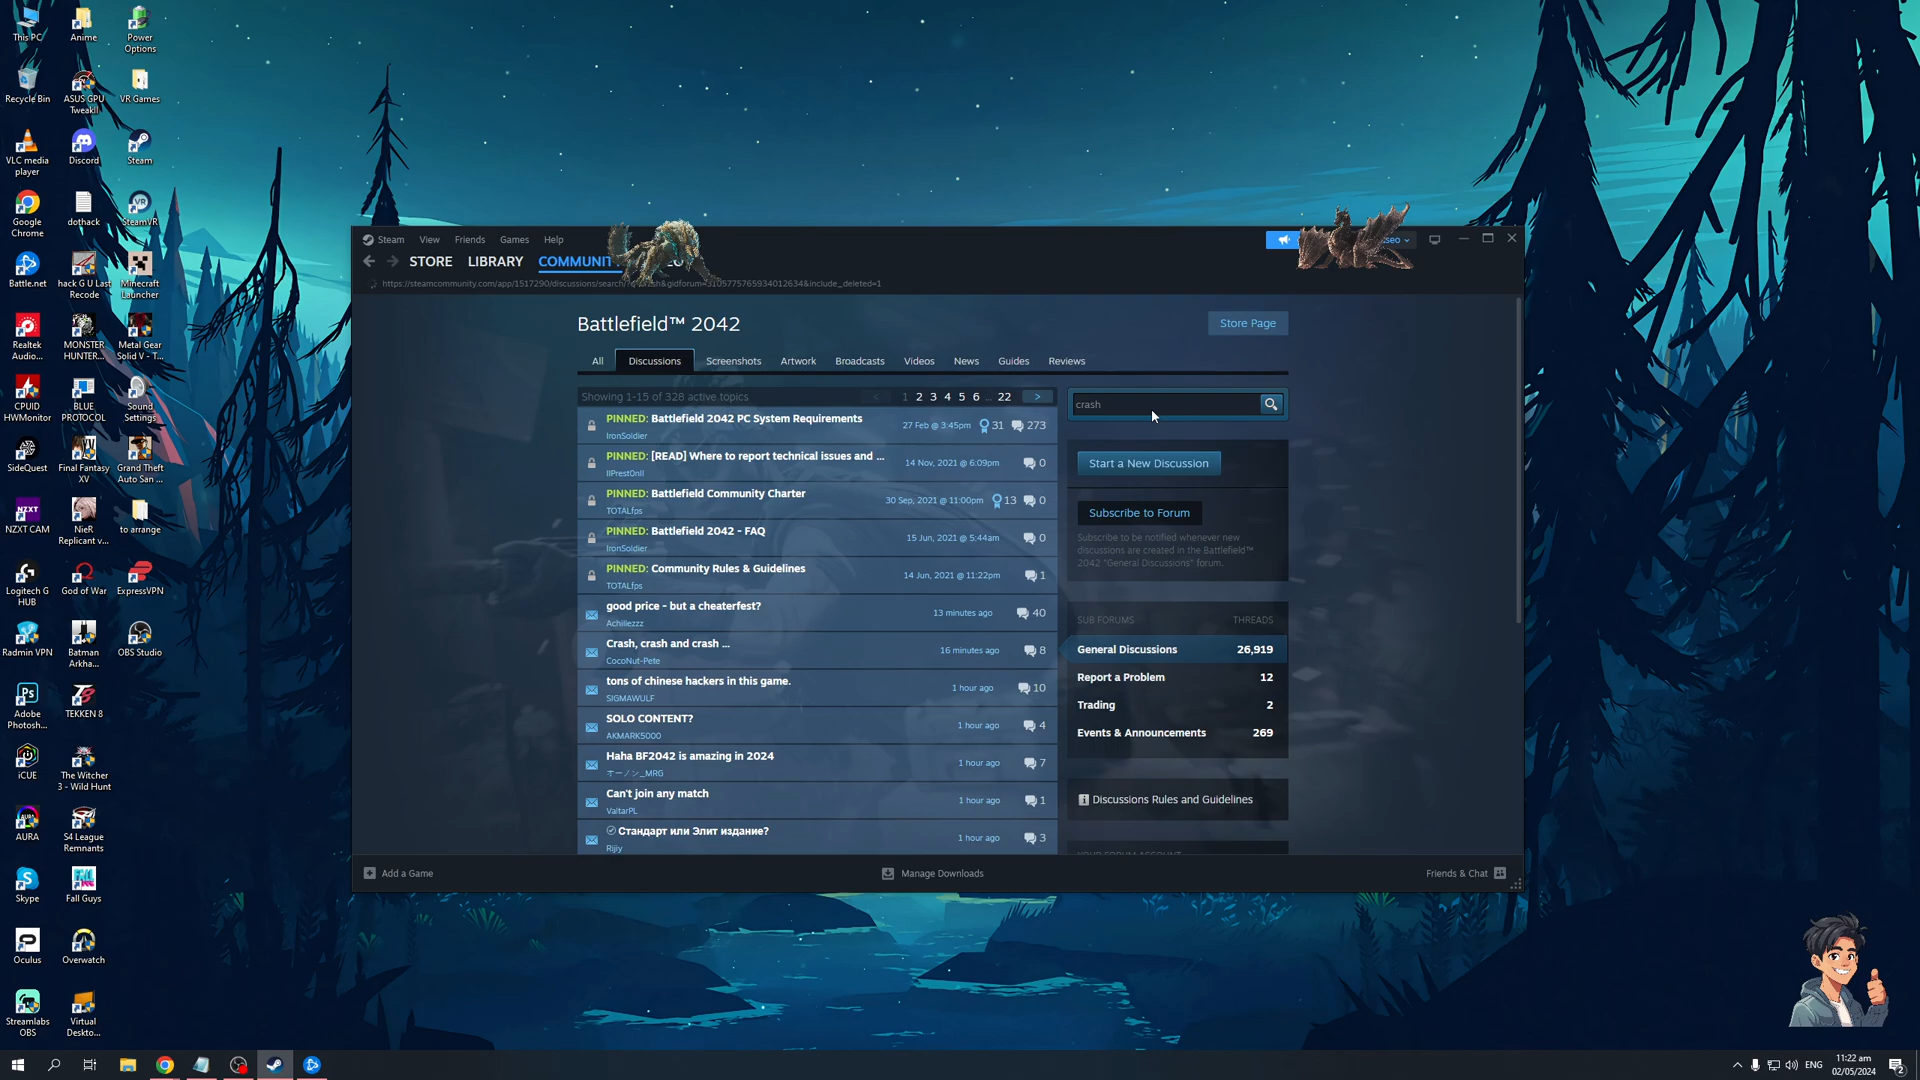 This PC
Anime
Power Options
Recycle Bin
ASUS GPU TweakII
VR Games
VLC media player
Discord
Steam
Google Chrome
dothack
SteamVR
Battle.net
hack G U Last Recode
Minecraft Launcher
Realtek Audio...
MONSTER HUNTER...
Metal Gear Solid V - T...
CPUID HWMonitor
BLUE PROTOCOL
Sound Settings
SideQuest
Final Fantasy XV
Grand Theft Auto San ...
NZXT CAM
NieR Replicant v...
to arrange
Logitech G HUB
God of War
ExpressVPN
Radmin VPN
Batman Arkha...
OBS Studio
Adobe Photosh...
TEKKEN 8
iCUE
The Witcher 3 - Wild Hunt
AURA
S4 League Remnants
Skype
Fall Guys
Oculus
Overwatch
Streamlabs OBS
Virtual Deskto...
Steam View Friends Games Help
STORE LIBRARY
Battlefield™ 2042
Store Page
All Discussions Screenshots Artwork Broadcasts Videos News Guides Reviews
Showing 1-15 of 328 active topics
< 1 2 3 4 5 6 ... 22 >
PINNED: Battlefield 2042 PC System Requirements
IronSoldier
27 Feb @ 3:45pm 31 273
PINNED: [READ] Where to report technical issues and ...
14 Nov, 2021 @ 6:09pm 0
PINNED: Battlefield Community Charter
TOTALfps
30 Sep, 2021 @ 11:00pm 13 0
PINNED: Battlefield 2042 - FAQ
IronSoldier
15 Jun, 2021 @ 5:44am 0
PINNED: Community Rules & Guidelines
TOTALfps
14 Jun, 2021 @ 11:22pm 1
good price - but a cheaterfest?
Achillezzz
13 minutes ago 40
Crash, crash and crash ...
CocoNut-Pete
16 minutes ago 8
tons of chinese hackers in this game.
SIGMAWULF
1 hour ago 10
SOLO CONTENT?
AKMARK5000
1 hour ago 4
Haha BF2042 is amazing in 2024
オーノン_MRG
1 hour ago 7
Can't join any match
ValtarPL
1 hour ago 1
Стандарт или Элит издание?
Rijiy
1 hour ago 3
crash
Start a New Discussion
Subscribe to Forum
Subscribe to be notified whenever new
discussions are created in the Battlefield™
2042 "General Discussions" forum.
SUB FORUMS THREADS
General Discussions 26,919
Report a Problem 12
Trading 2
Events & Announcements 269
Discussions Rules and Guidelines
Add a Game
Manage Downloads
Friends & Chat
ENG
11:22 am
02/05/2024
2